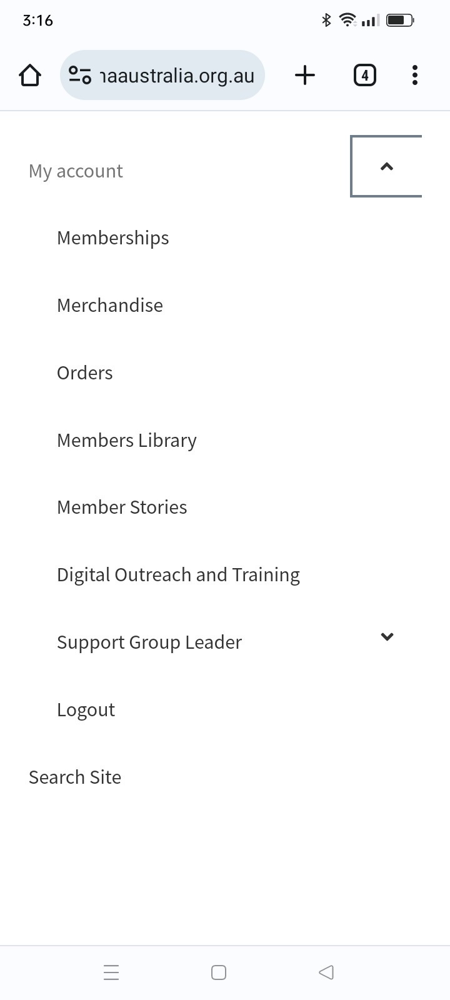 3:16
naaustralia.org.au
4
My account
Memberships
Merchandise
Orders
Members Library
Member Stories
Digital Outreach and Training
Support Group Leader
Logout
Search Site